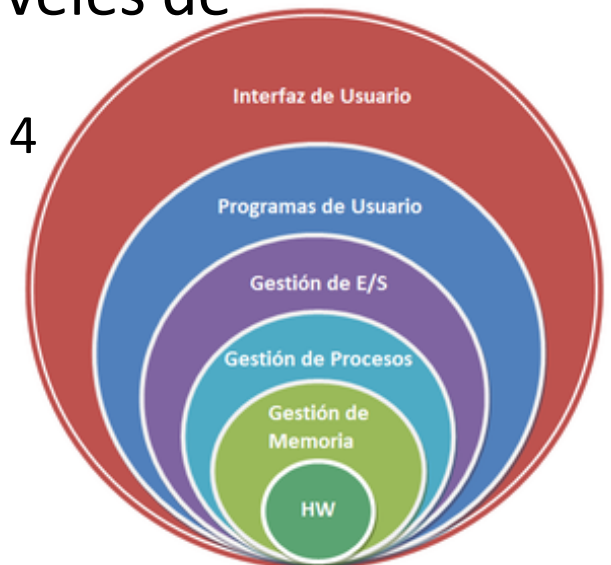 veles de
4
Interfaz de Usuario
Programas de Usuario
Gestión de E/S
Gestión de Procesos
Gestión de
Memoria
HW